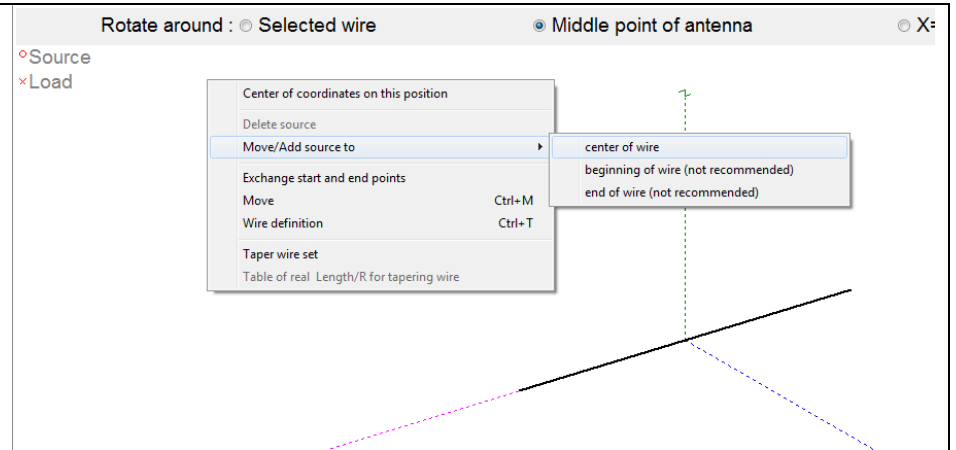 Rotate around : Selected wire Middle point of antenna X=
Source
Load
Center of coordinates on this position
Delete source
Move/Add source to
Exchange start and end points
Move Ctrl+M
Wire definition Ctrl+T
Taper wire set
Table of real Length/R for tapering wire
center of wire
beginning of wire (not recommended)
end of wire (not recommended)